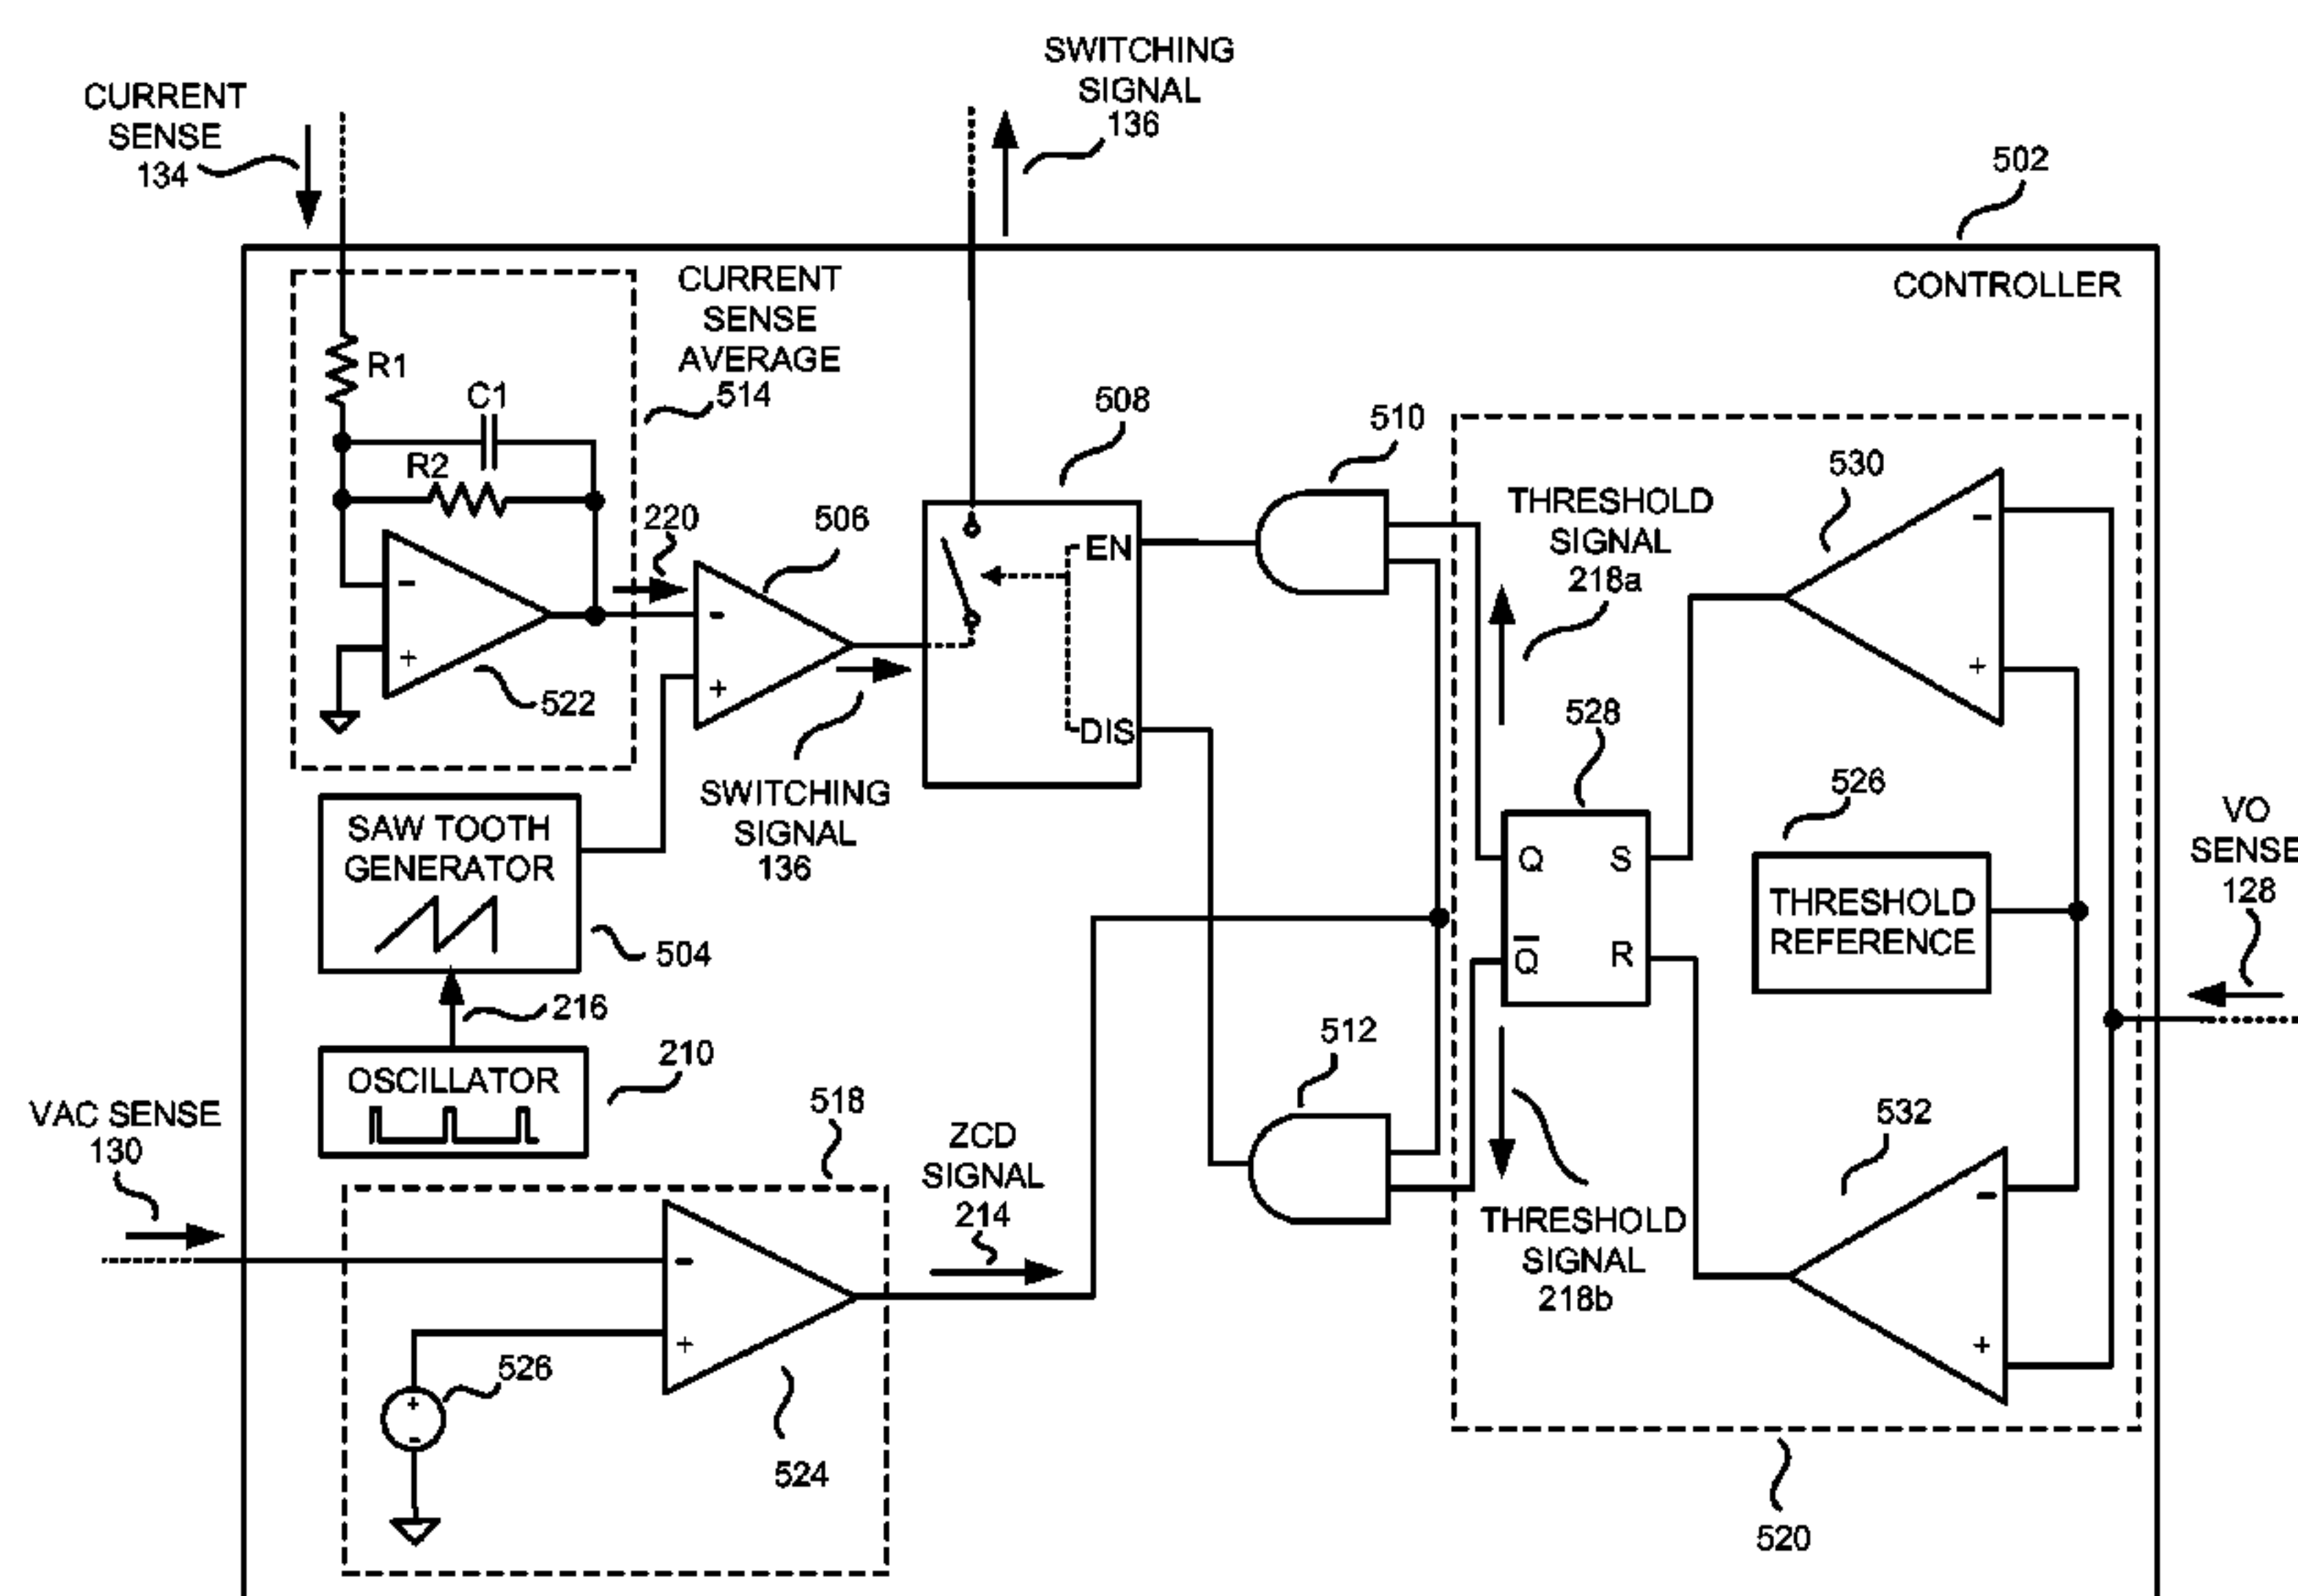 SWITCHING
SIGNAL
136
CURRENT
SENSE
134
502
CONTROLLER
CURRENT
SENSE
AVERAGE
514
R1
C1
R2
508
510
530
THRESHOLD
SIGNAL
218a
220
506
EN
-
+
522
-
+
-
+
DIS
528
526
SWITCHING
SIGNAL
136
SAW TOOTH
GENERATOR
504
Q S
Q R
THRESHOLD
REFERENCE
VO
SENSE
128
216
210
OSCILLATOR
512
532
VAC SENSE
130
518
ZCD
SIGNAL
214
THRESHOLD
SIGNAL
218b
-
+
-
+
526
+
-
524
520